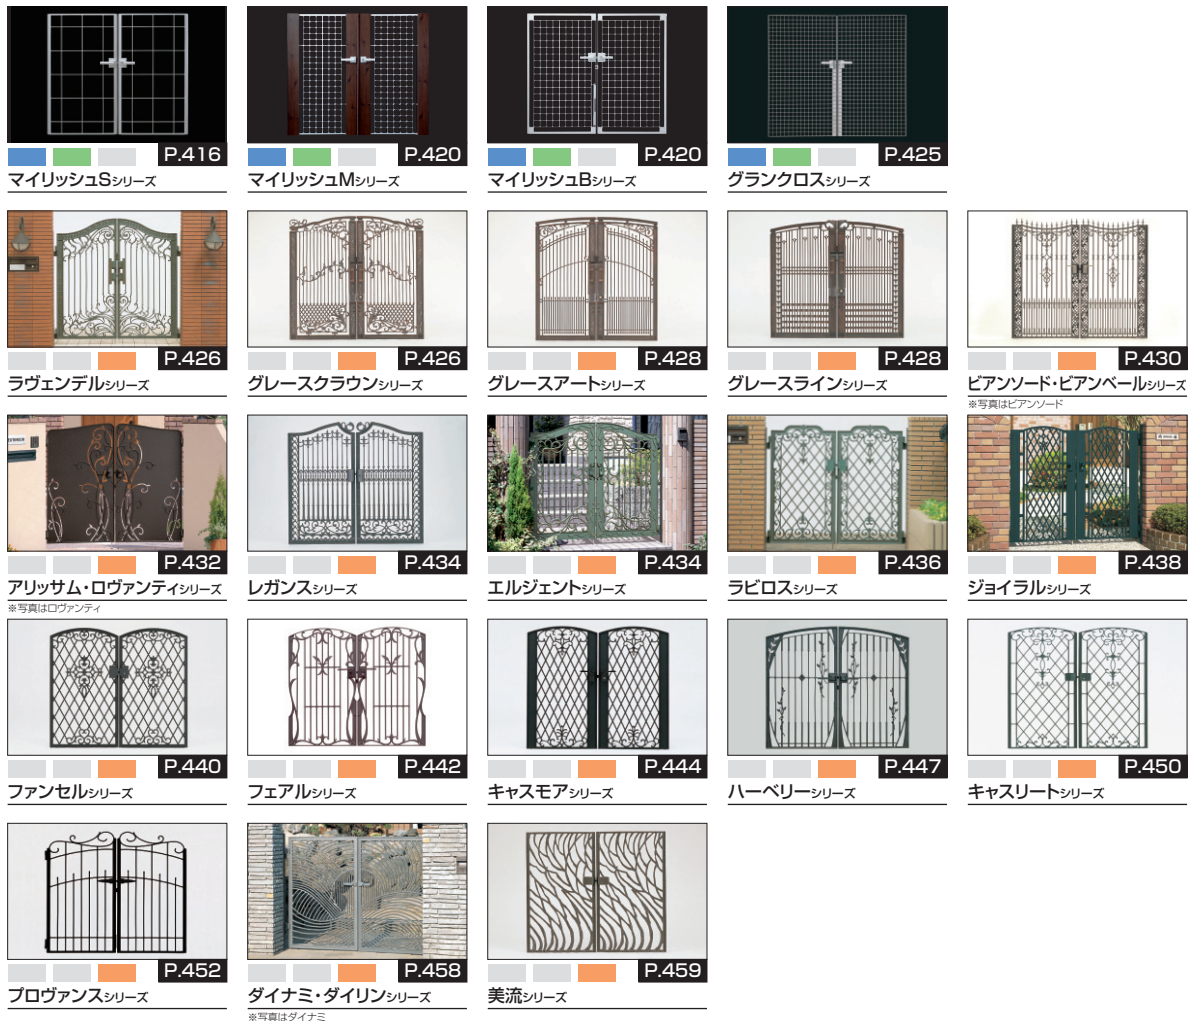 P.416
マイリッシュSシリーズ
P.420
マイリッシュMシリーズ
P.420
マイリッシュBシリーズ
P.425
グランクロスシリーズ
P.426
ラヴェンデルシリーズ
P.426
グレースクラウンシリーズ
P.428
グレースアートシリーズ
P.428
グレースラインシリーズ
P.430
ビアンソード・ビアンベールシリーズ
※写真はビアンソード
P.432
アリッサム・ロヴァンティシリーズ
※写真はロヴァンティ
P.434
レガンスシリーズ
P.434
エルジェントシリーズ
P.436
ラビロスシリーズ
P.438
ジョイラルシリーズ
P.440
ファンセルシリーズ
P.442
フェアルシリーズ
P.444
キャスモアシリーズ
P.447
ハーベリーシリーズ
P.450
キャスリートシリーズ
P.452
プロヴァンスシリーズ
P.458
ダイナミ・ダイリンシリーズ
※写真はダイナミ
P.459
美流シリーズ